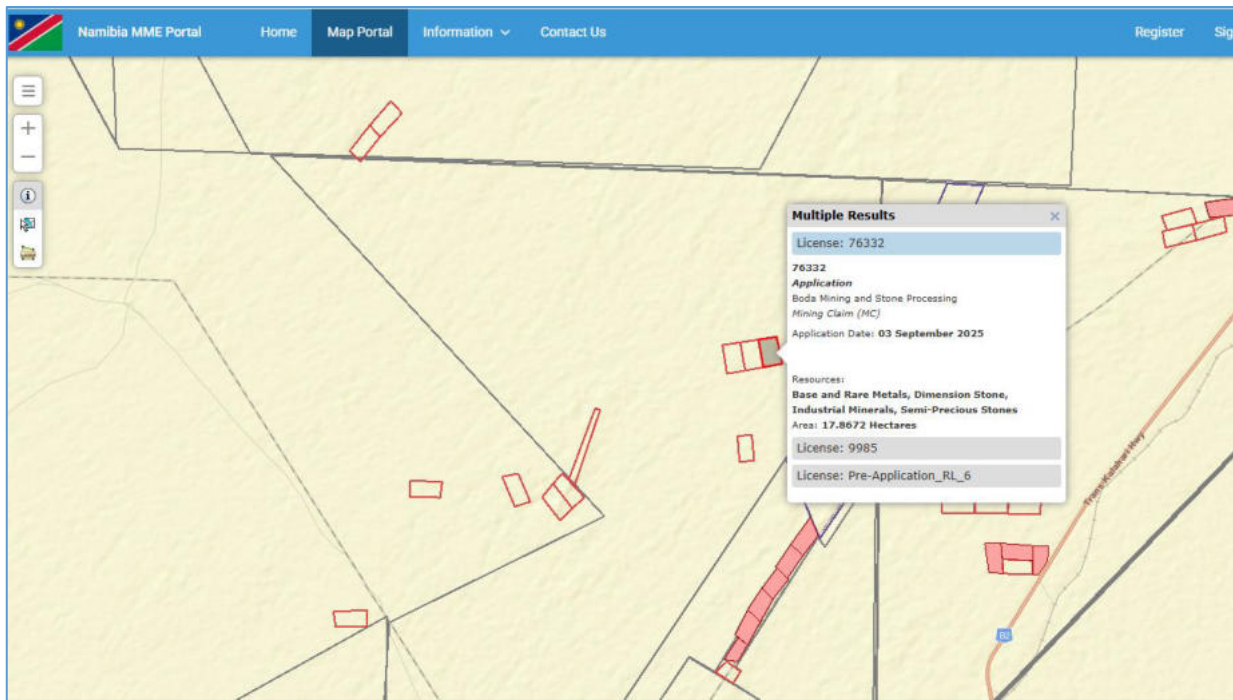 Namibia MME Portal Home Map Portal Information Contact Us Register Sig
Multiple Results
License: 76332
76332
Application
Boda Mining and Stone Processing
Mining Claim (MC)
Application Date: 03 September 2025
Resources:
Base and Rare Metals, Dimension Stone,
Industrial Minerals, Semi-Precious Stones
Area: 17.8672 Hectares
License: 9985
License: Pre-Application_RL_6
Trans-Kalahari Hwy
B2